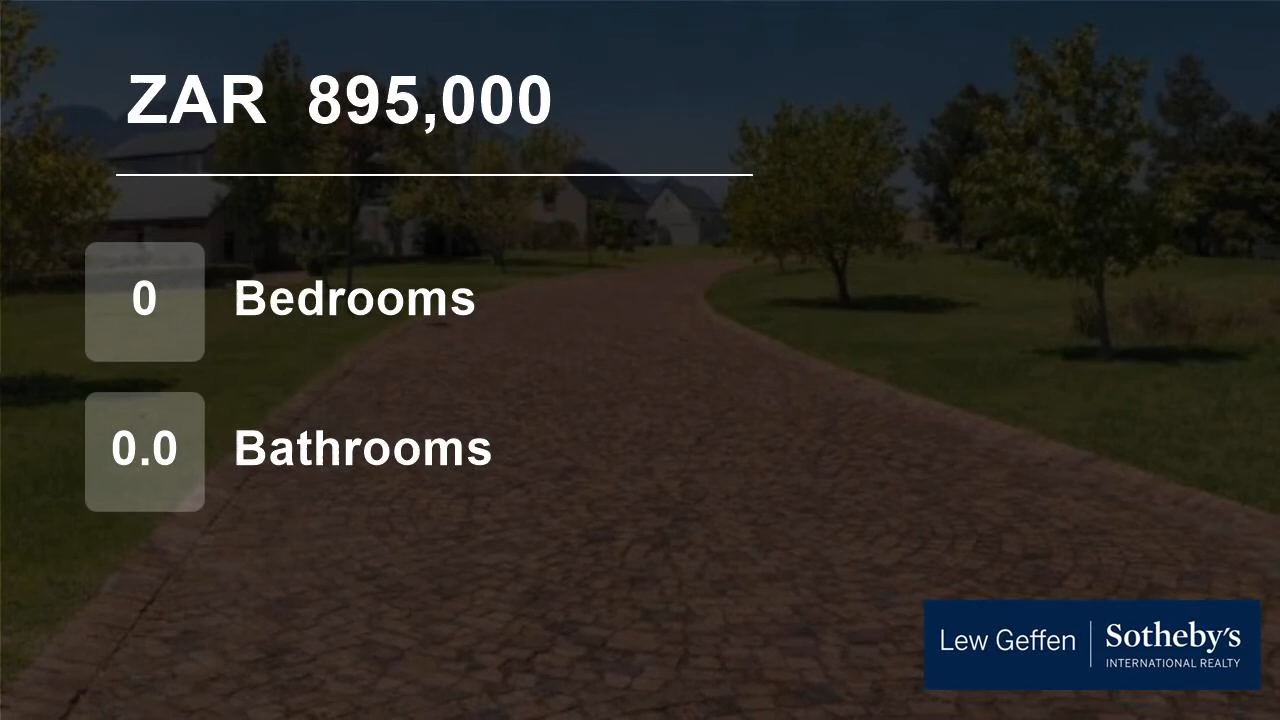 ZAR 895,000
0 Bedrooms
0.0 Bathrooms
Lew Geffen
Sotheby's
INTERNATIONAL REALTY